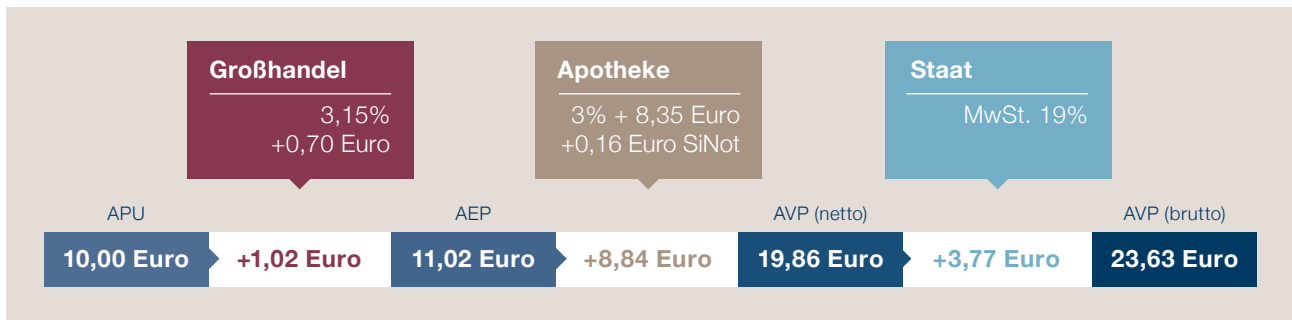 Großhandel
3,15%
+0,70 Euro
Apotheke
3% + 8,35 Euro
+0,16 Euro SiNot
Staat
MwSt. 19%
APU
AEP
AVP (netto)
AVP (brutto)
10,00 Euro
+1,02 Euro
11,02 Euro
+8,84 Euro
19,86 Euro
+3,77 Euro
23,63 Euro